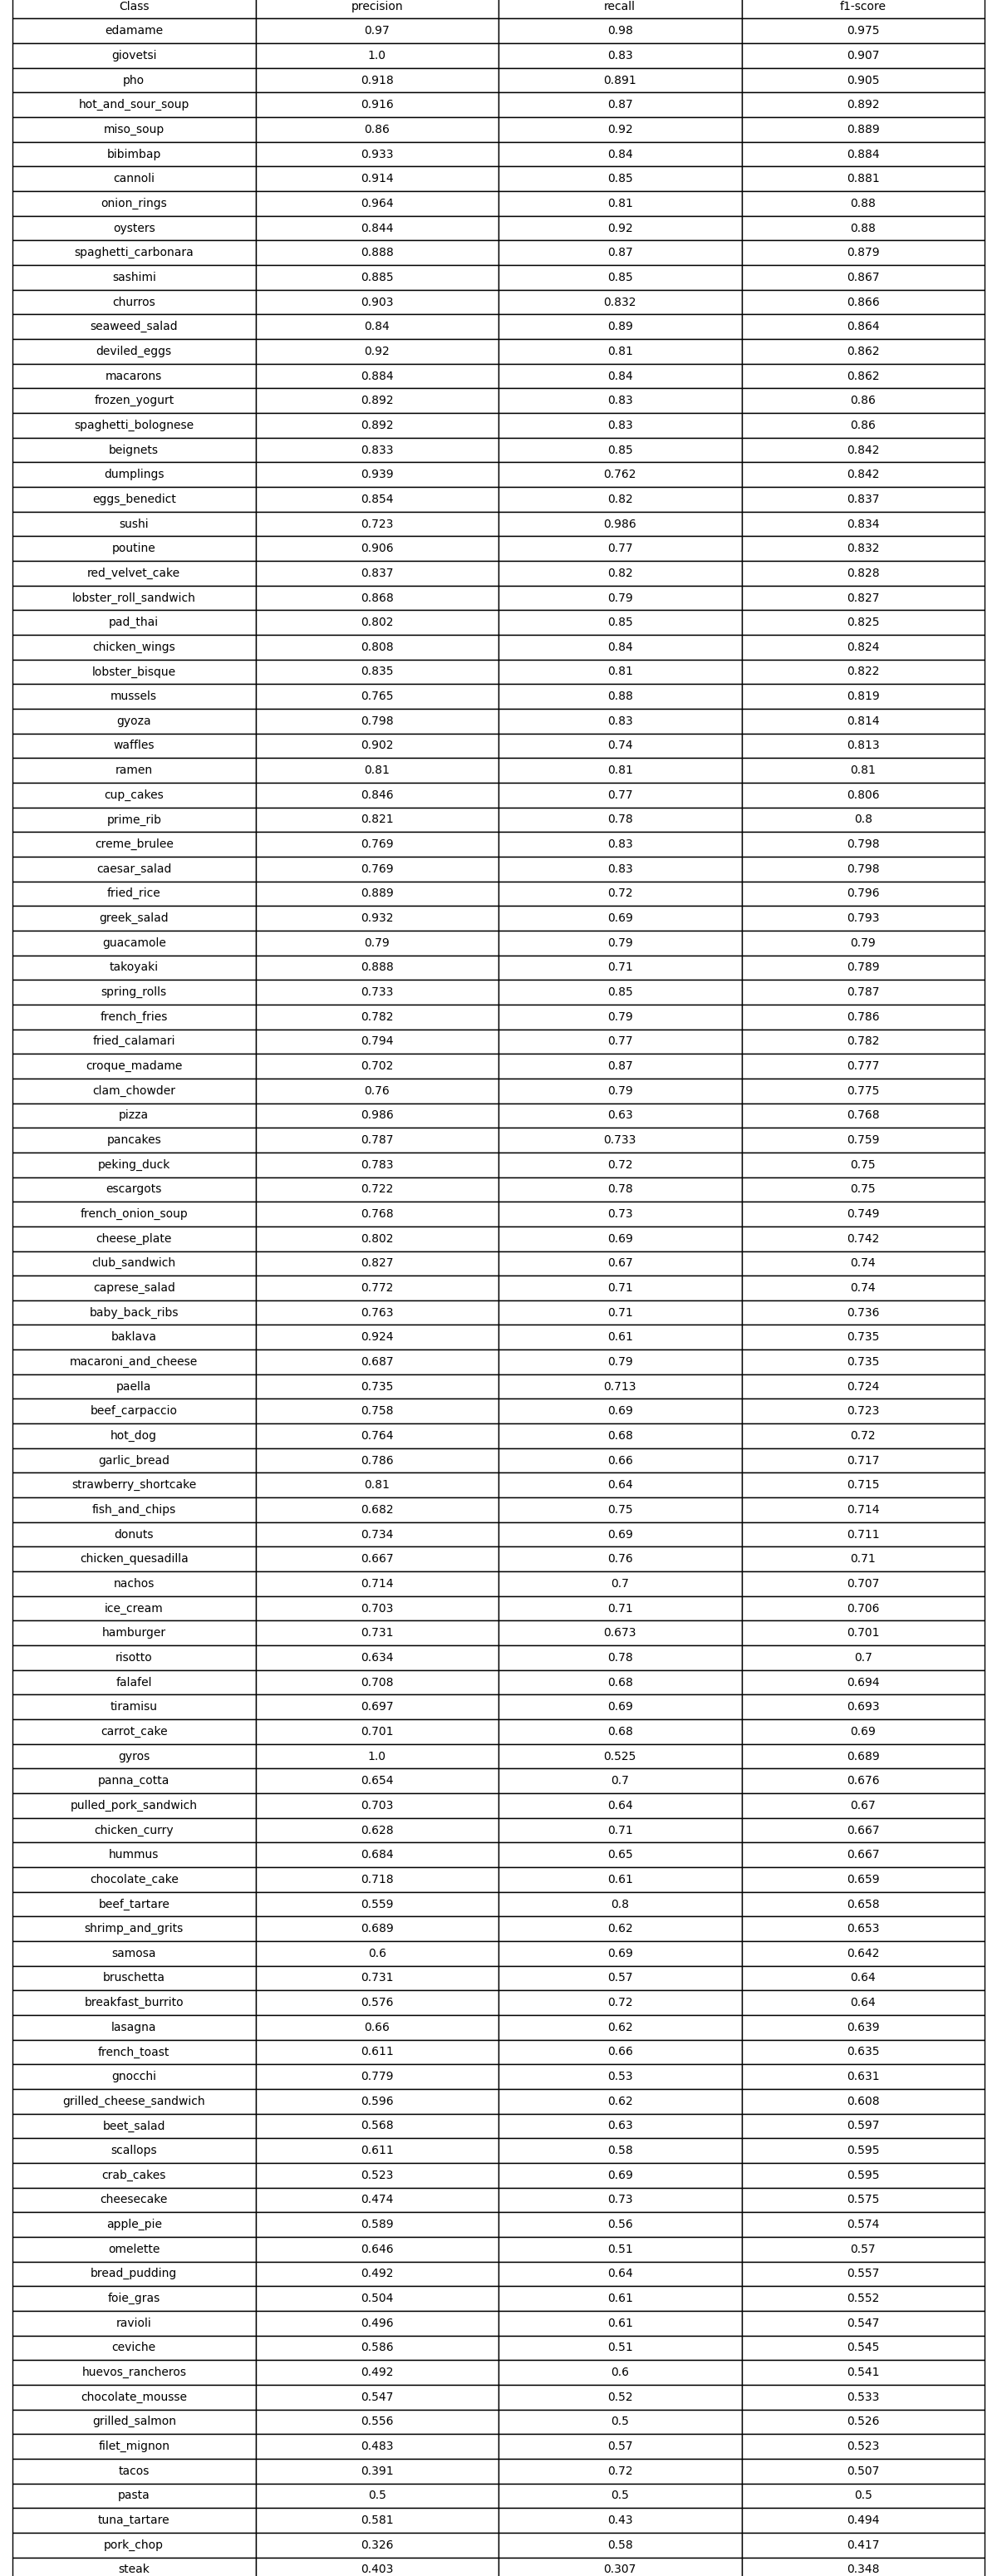 Class precision recall f1-score
edamame 0.97 0.98 0.975
giovetsi 1.0 0.83 0.907
pho 0.918 0.891 0.905
hot_and_sour_soup 0.916 0.87 0.892
miso_soup 0.86 0.92 0.889
bibimbap 0.933 0.84 0.884
cannoli 0.914 0.85 0.881
onion_rings 0.964 0.81 0.88
oysters 0.844 0.92 0.88
spaghetti_carbonara 0.888 0.87 0.879
sashimi 0.885 0.85 0.867
churros 0.903 0.832 0.866
seaweed_salad 0.84 0.89 0.864
deviled_eggs 0.92 0.81 0.862
macarons 0.884 0.84 0.862
frozen_yogurt 0.892 0.83 0.86
spaghetti_bolognese 0.892 0.83 0.86
beignets 0.833 0.85 0.842
dumplings 0.939 0.762 0.842
eggs_benedict 0.854 0.82 0.837
sushi 0.723 0.986 0.834
poutine 0.906 0.77 0.832
red_velvet_cake 0.837 0.82 0.828
lobster_roll_sandwich 0.868 0.79 0.827
pad_thai 0.802 0.85 0.825
chicken_wings 0.808 0.84 0.824
lobster_bisque 0.835 0.81 0.822
mussels 0.765 0.88 0.819
gyoza 0.798 0.83 0.814
waffles 0.902 0.74 0.813
ramen 0.81 0.81 0.81
cup_cakes 0.846 0.77 0.806
prime_rib 0.821 0.78 0.8
creme_brulee 0.769 0.83 0.798
caesar_salad 0.769 0.83 0.798
fried_rice 0.889 0.72 0.796
greek_salad 0.932 0.69 0.793
guacamole 0.79 0.79 0.79
takoyaki 0.888 0.71 0.789
spring_rolls 0.733 0.85 0.787
french_fries 0.782 0.79 0.786
fried_calamari 0.794 0.77 0.782
croque_madame 0.702 0.87 0.777
clam_chowder 0.76 0.79 0.775
pizza 0.986 0.63 0.768
pancakes 0.787 0.733 0.759
peking_duck 0.783 0.72 0.75
escargots 0.722 0.78 0.75
french_onion_soup 0.768 0.73 0.749
cheese_plate 0.802 0.69 0.742
club_sandwich 0.827 0.67 0.74
caprese_salad 0.772 0.71 0.74
baby_back_ribs 0.763 0.71 0.736
baklava 0.924 0.61 0.735
macaroni_and_cheese 0.687 0.79 0.735
paella 0.735 0.713 0.724
beef_carpaccio 0.758 0.69 0.723
hot_dog 0.764 0.68 0.72
garlic_bread 0.786 0.66 0.717
strawberry_shortcake 0.81 0.64 0.715
fish_and_chips 0.682 0.75 0.714
donuts 0.734 0.69 0.711
chicken_quesadilla 0.667 0.76 0.71
nachos 0.714 0.7 0.707
ice_cream 0.703 0.71 0.706
hamburger 0.731 0.673 0.701
risotto 0.634 0.78 0.7
falafel 0.708 0.68 0.694
tiramisu 0.697 0.69 0.693
carrot_cake 0.701 0.68 0.69
gyros 1.0 0.525 0.689
panna_cotta 0.654 0.7 0.676
pulled_pork_sandwich 0.703 0.64 0.67
chicken_curry 0.628 0.71 0.667
hummus 0.684 0.65 0.667
chocolate_cake 0.718 0.61 0.659
beef_tartare 0.559 0.8 0.658
shrimp_and_grits 0.689 0.62 0.653
samosa 0.6 0.69 0.642
bruschetta 0.731 0.57 0.64
breakfast_burrito 0.576 0.72 0.64
lasagna 0.66 0.62 0.639
french_toast 0.611 0.66 0.635
gnocchi 0.779 0.53 0.631
grilled_cheese_sandwich 0.596 0.62 0.608
beet_salad 0.568 0.63 0.597
scallops 0.611 0.58 0.595
crab_cakes 0.523 0.69 0.595
cheesecake 0.474 0.73 0.575
apple_pie 0.589 0.56 0.574
omelette 0.646 0.51 0.57
bread_pudding 0.492 0.64 0.557
foie_gras 0.504 0.61 0.552
ravioli 0.496 0.61 0.547
ceviche 0.586 0.51 0.545
huevos_rancheros 0.492 0.6 0.541
chocolate_mousse 0.547 0.52 0.533
grilled_salmon 0.556 0.5 0.526
filet_mignon 0.483 0.57 0.523
tacos 0.391 0.72 0.507
pasta 0.5 0.5 0.5
tuna_tartare 0.581 0.43 0.494
pork_chop 0.326 0.58 0.417
steak 0.403 0.307 0.348